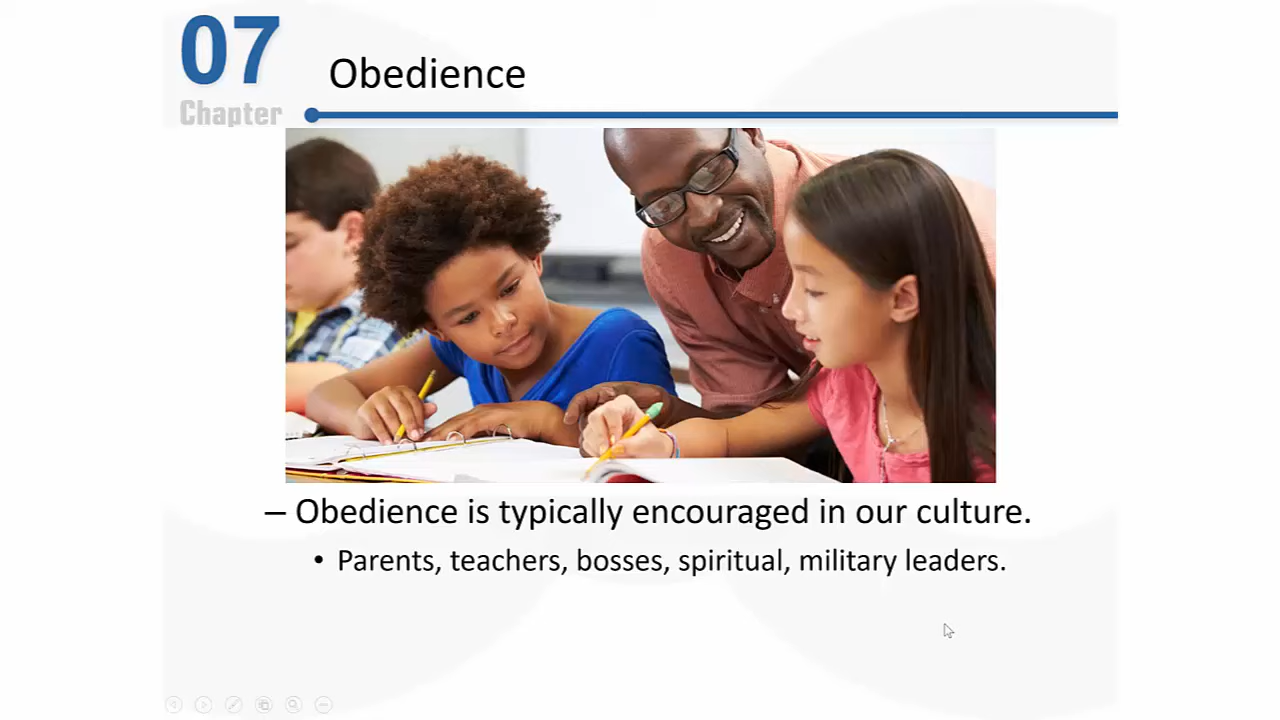 07
Chapter
Obedience
– Obedience is typically encouraged in our culture.
• Parents, teachers, bosses, spiritual, military leaders.